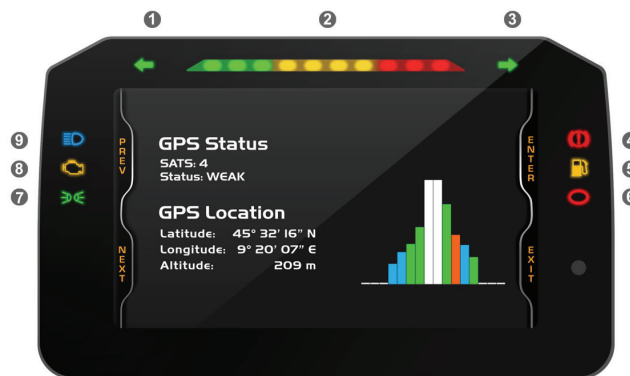 1 2 3
9 8 7
4 5 6
PREV
NEXT
ENTER
EXIT
GPS Status
SATS: 4
Status: WEAK
GPS Location
Latitude: 45° 32' 16" N
Longitude: 9° 20' 07" E
Altitude: 209 m